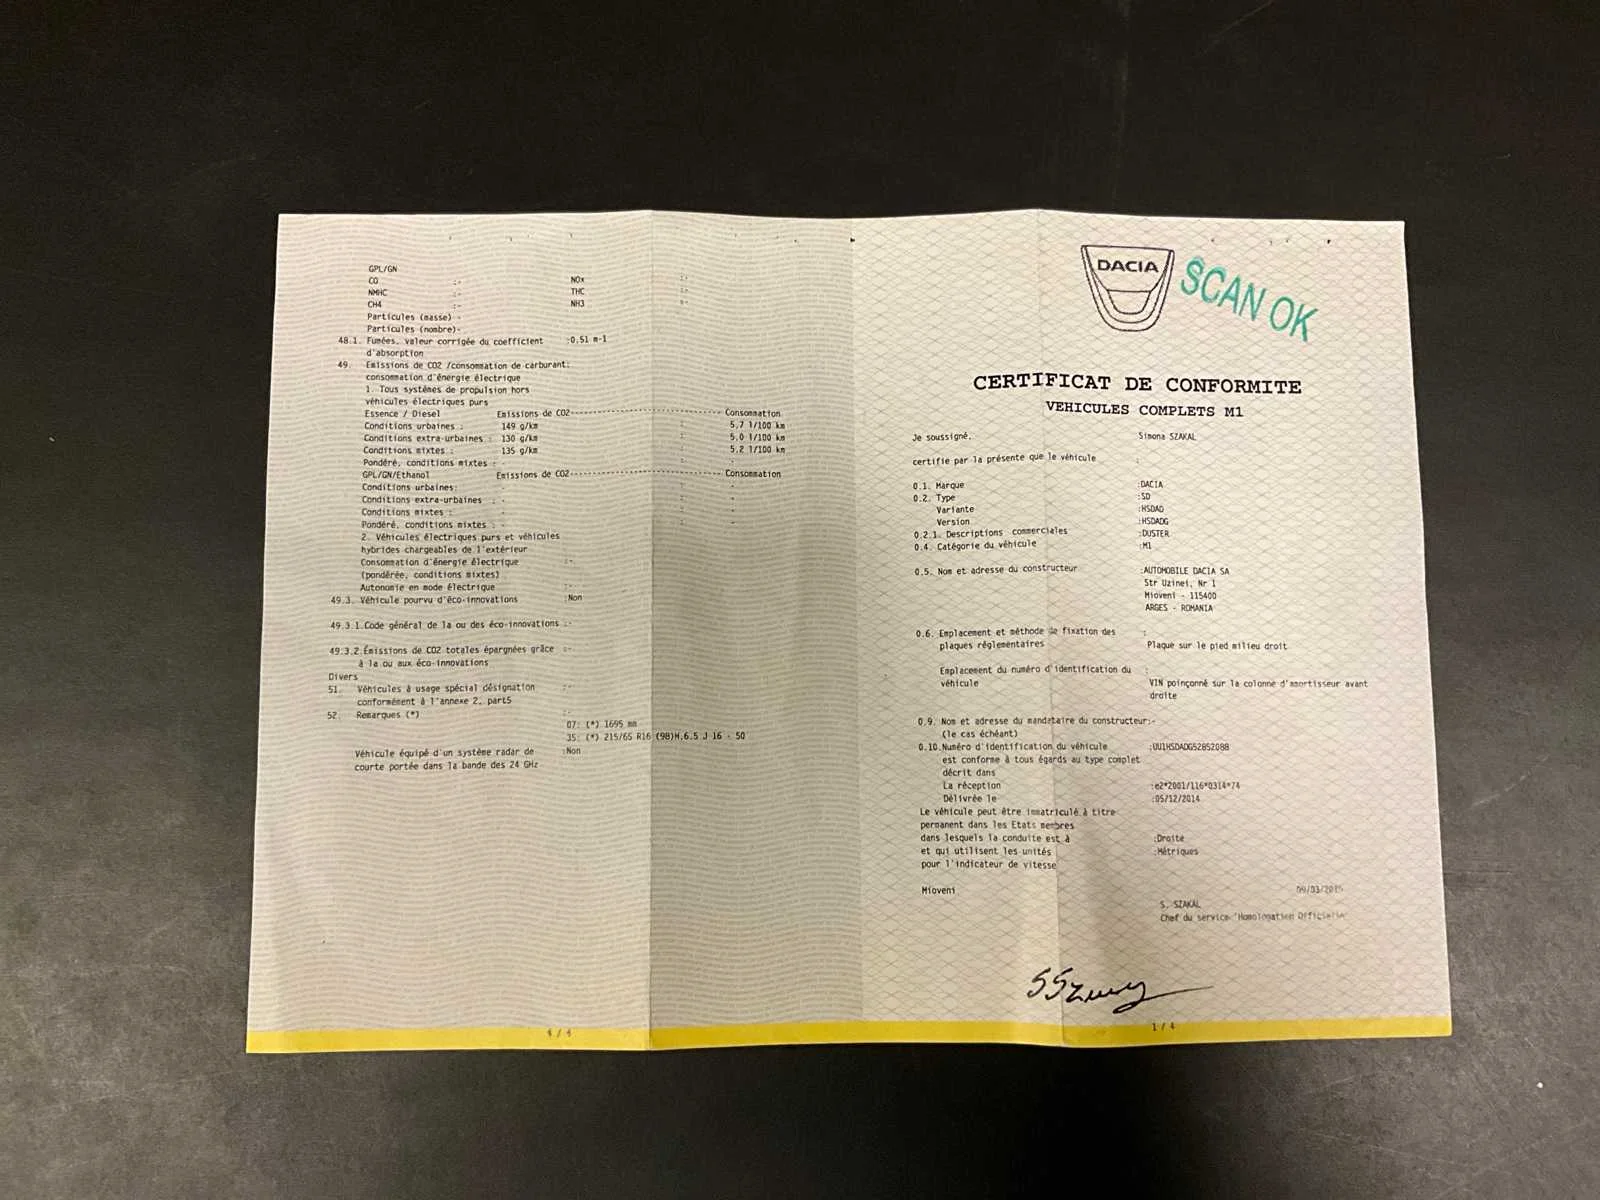 GPL/GN
CO :- NOx :-
NMHC :- THC :-
CH4 :- NH3 :-
Particules (masse) -
Particules (nombre)-
48.1. Fumées, valeur corrigée du coefficient :0,51 m-1
d'absorption
49. Emissions de CO2 /consommation de carburant:
consommation d'énergie électrique
1. Tous systèmes de propulsion hors
véhicules électriques purs
Essence / Diesel Emissions de CO2 Consommation
Conditions urbaines : 149 g/km : 5,7 l/100 km
Conditions extra-urbaines : 130 g/km : 5,0 l/100 km
Conditions mixtes : 135 g/km : 5,2 l/100 km
Pondéré, conditions mixtes : -
GPL/GN/Ethanol Emissions de CO2 Consommation
Conditions urbaines: - : -
Conditions extra-urbaines : - : -
Conditions mixtes : - : -
Pondéré, conditions mixtes : - : -
2. Véhicules électriques purs et véhicules
hybrides chargeables de l'extérieur
Consommation d'énergie électrique :-
(pondérée, conditions mixtes)
Autonomie en mode électrique :-
49.3. Véhicule pourvu d'éco-innovations :Non
49.3.1.Code général de la ou des éco-innovations :-
49.3.2.Émissions de CO2 totales épargnées grâce :-
à la ou aux éco-innovations
Divers
51. Véhicules à usage spécial désignation :-
conformément à l'annexe 2, part5
52. Remarques (*) :-
07: (*) 1695 mm
35: (*) 215/65 R16 (98)H,6.5 J 16 - 50
Véhicule équipé d'un système radar de :Non
courte portée dans la bande des 24 GHz
4 / 4
DACIA
SCAN OK
CERTIFICAT DE CONFORMITE
VEHICULES COMPLETS M1
Je soussigné, Simona SZAKAL
certifie par la présente que le véhicule :
0.1. Marque :DACIA
0.2. Type :SD
Variante :HSDAD
Version :HSDADG
0.2.1. Descriptions commerciales :DUSTER
0.4. Catégorie du véhicule :M1
0.5. Nom et adresse du constructeur :AUTOMOBILE DACIA SA
Str Uzinei, Nr 1
Mioveni - 115400
ARGES - ROMANIA
0.6. Emplacement et méthode de fixation des :
plaques réglementaires Plaque sur le pied milieu droit
Emplacement du numéro d'identification du :
véhicule VIN poinçonné sur la colonne d'amortisseur avant
droite
0.9. Nom et adresse du mandataire du constructeur:-
(le cas échéant)
0.10.Numéro d'identification du véhicule :UU1HSDADG52852088
est conforme à tous égards au type complet
décrit dans
La réception :e2*2001/116*0314*74
Délivrée le :05/12/2014
Le véhicule peut être immatriculé à titre
permanent dans les Etats membres
dans lesquels la conduite est à :Droite
et qui utilisent les unités :Métriques
pour l'indicateur de vitesse
Mioveni 09/03/2015
S. SZAKAL
Chef du service "Homologation Officielle"
1 / 4